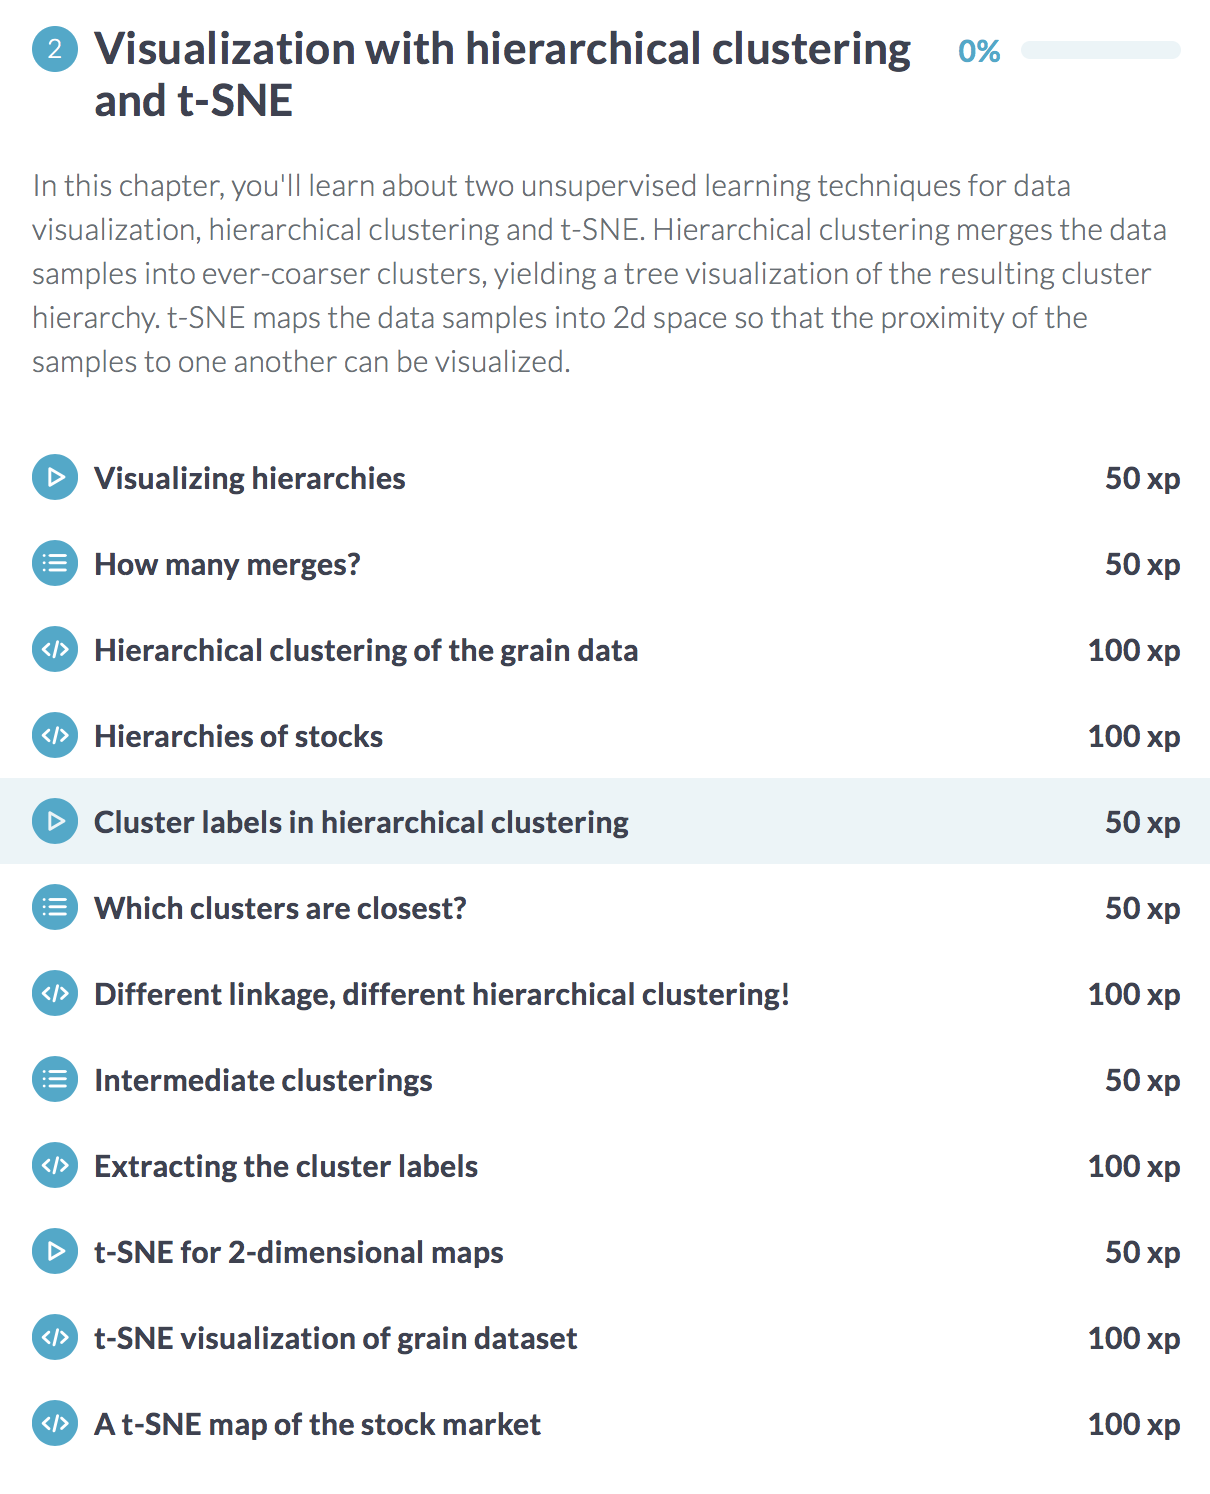 2 Visualization with hierarchical clustering 0%
and t-SNE
In this chapter, you'll learn about two unsupervised learning techniques for data
visualization, hierarchical clustering and t-SNE. Hierarchical clustering merges the data
samples into ever-coarser clusters, yielding a tree visualization of the resulting cluster
hierarchy. t-SNE maps the data samples into 2d space so that the proximity of the
samples to one another can be visualized.
Visualizing hierarchies 50 xp
How many merges? 50 xp
</> Hierarchical clustering of the grain data 100 xp
</> Hierarchies of stocks 100 xp
Cluster labels in hierarchical clustering 50 xp
Which clusters are closest? 50 xp
</> Different linkage, different hierarchical clustering! 100 xp
Intermediate clusterings 50 xp
</> Extracting the cluster labels 100 xp
t-SNE for 2-dimensional maps 50 xp
</> t-SNE visualization of grain dataset 100 xp
</> A t-SNE map of the stock market 100 xp